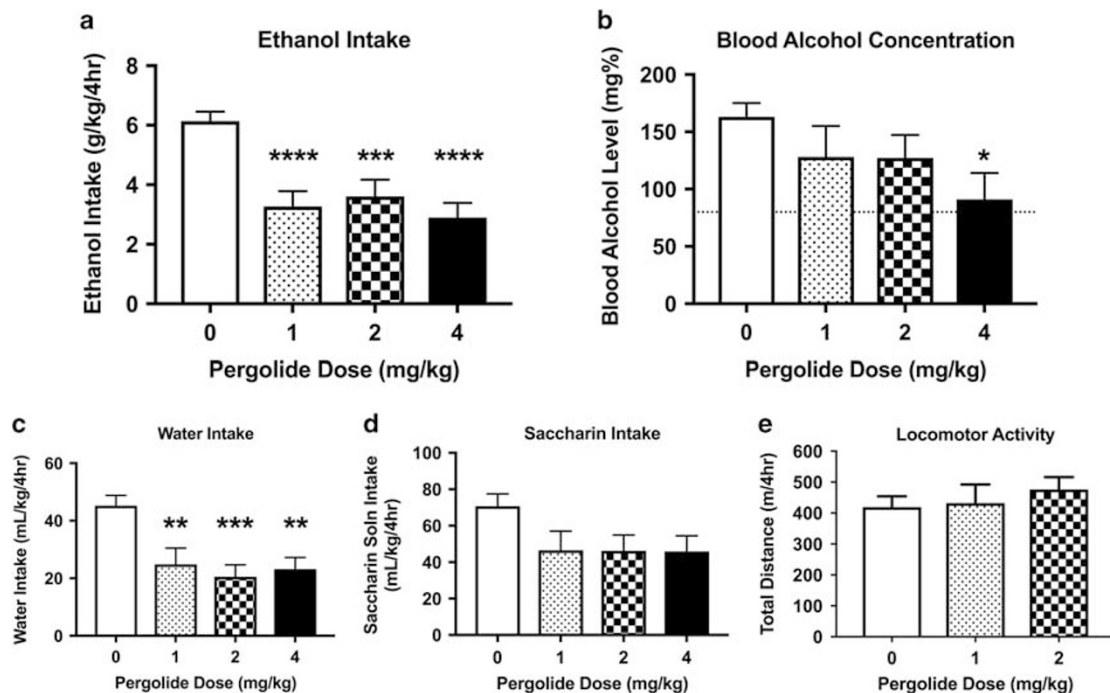 a
Ethanol Intake
Ethanol Intake (g/kg/4hr)
8
6
4
2
0
****
***
****
0 1 2 4
Pergolide Dose (mg/kg)
b
Blood Alcohol Concentration
Blood Alcohol Level (mg%)
200
150
100
50
0
*
0 1 2 4
Pergolide Dose (mg/kg)
c
Water Intake
Water Intake (mL/kg/4hr)
60
40
20
0
**
***
**
0 1 2 4
Pergolide Dose (mg/kg)
d
Saccharin Intake
Saccharin Soln Intake
(mL/kg/4hr)
100
80
60
40
20
0
0 1 2 4
Pergolide Dose (mg/kg)
e
Locomotor Activity
Total Distance (m/4hr)
600
500
400
300
200
100
0
0 1 2
Pergolide Dose (mg/kg)